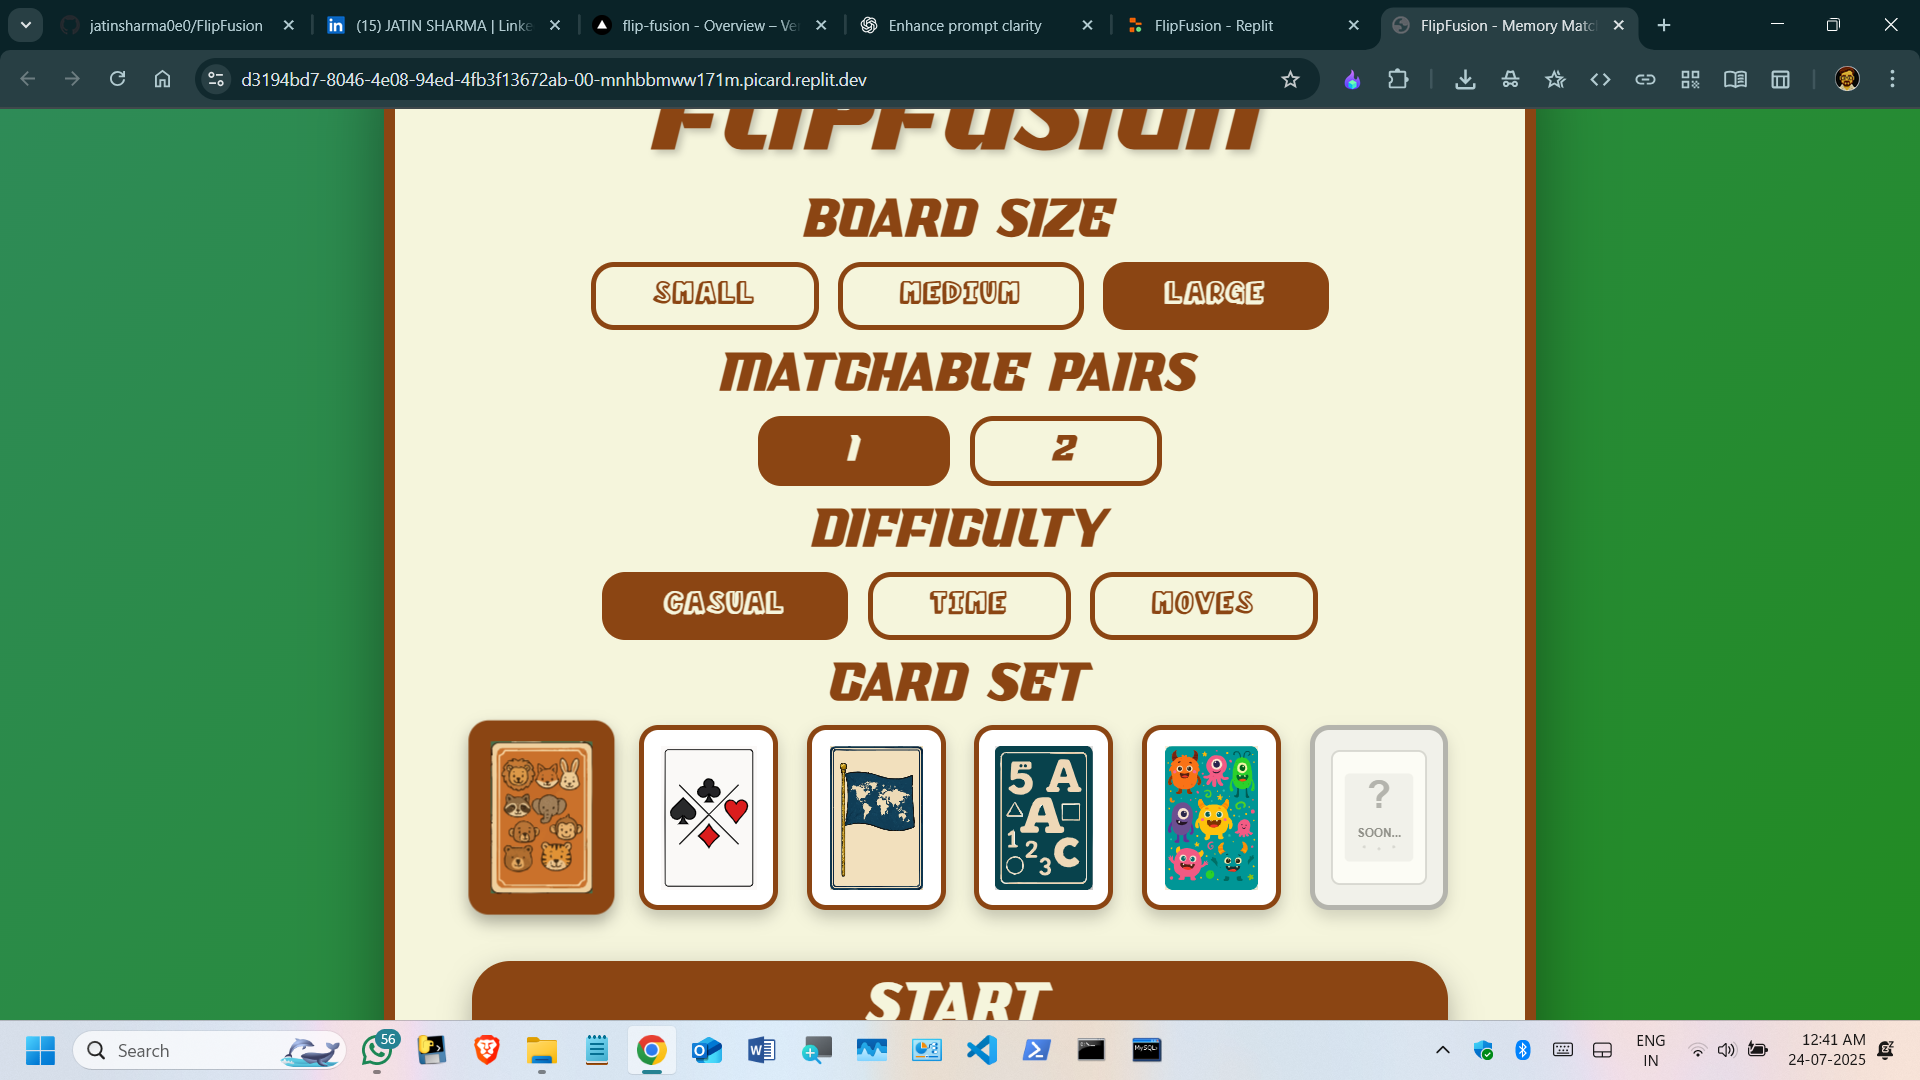 jatinsharma0e0/FlipFusion
(15) JATIN SHARMA | Linke
flip-fusion - Overview – Ve
Enhance prompt clarity
FlipFusion - Replit
FlipFusion - Memory Matc
d3194bd7-8046-4e08-94ed-4fb3f13672ab-00-mnhbbmww171m.picard.replit.dev
FLIPFUSION
BOARD SIZE
SMALL
MEDIUM
LARGE
MATCHABLE PAIRS
1
2
DIFFICULTY
CASUAL
TIME
MOVES
CARD SET
5 A
A
1 2 3 C
?
SOON...
START
Search
56
ENG
IN
12:41 AM
24-07-2025